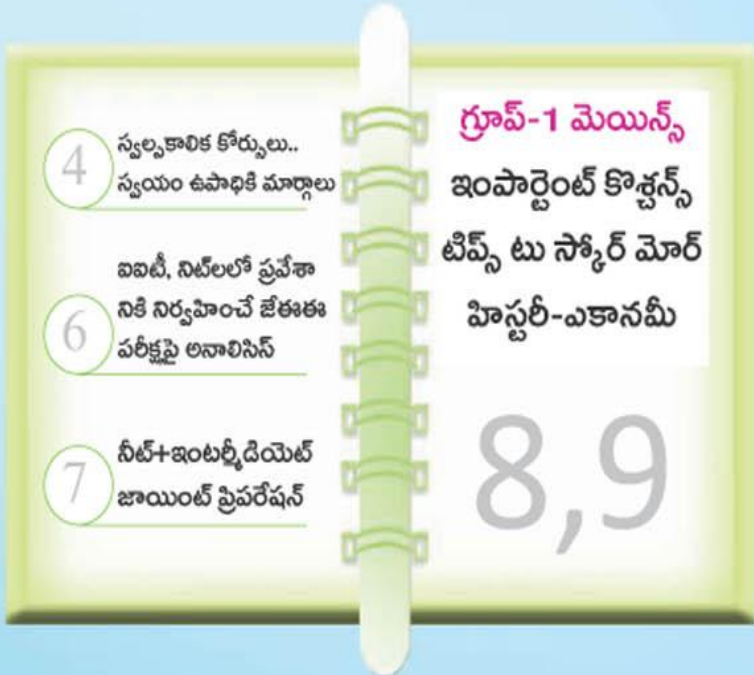 4
స్వల్పకాలిక కోర్సులు..
స్వయం ఉపాధికి మార్గాలు
6
ఐఐటీ, నిట్‌లలో ప్రవేశా
నికి నిర్వహించే జేఈఈ
పరీక్షపై అనాలిసిస్
7
నీట్+ఇంటర్మీడియెట్
జాయింట్ ప్రిపరేషన్
గ్రూప్-1 మెయిన్స్
ఇంపార్టెంట్ కొశ్చన్స్
టిప్స్ టు స్కోర్ మోర్
హిస్టరీ-ఎకానమీ
8,9